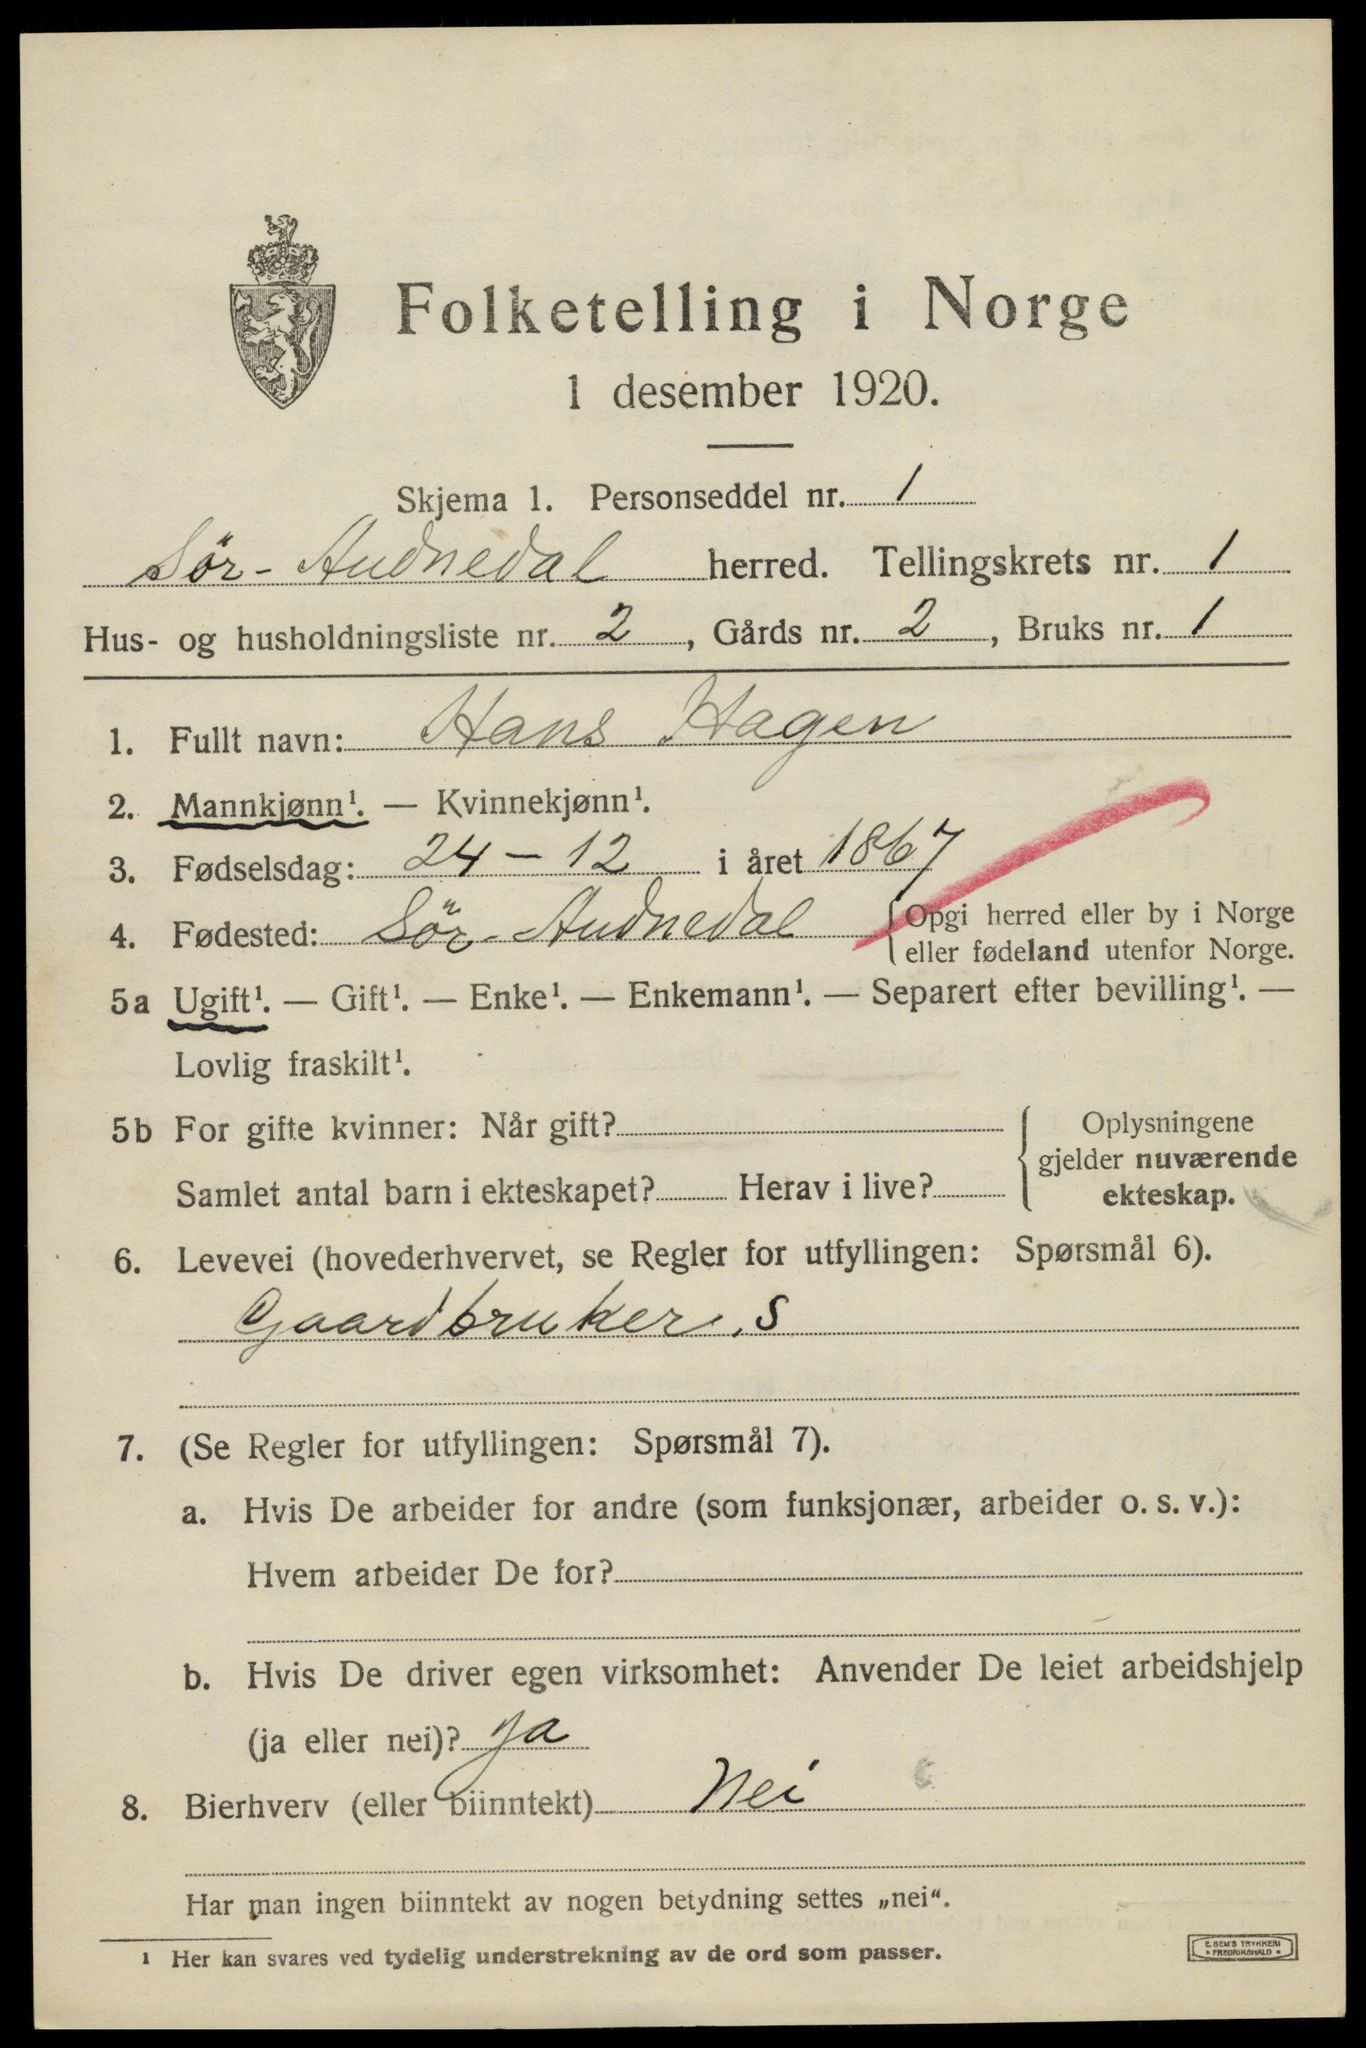 Folketelling i Norge
1 desember 1920.
Skjema 1. Personseddel nr. 1
Sör-Audnedal herred. Tellingskrets nr. 1
Hus- og husholdningsliste nr. 2, Gårds nr. 2, Bruks nr. 1
1. Fullt navn: Hans Hagen
2. Mannkjønn¹. — Kvinnekjønn¹.
3. Fødselsdag: 24 – 12 i året 1867
4. Fødested: Sör-Audnedal {Opgi herred eller by i Norge
eller fødeland utenfor Norge.
5a Ugift¹. — Gift¹. — Enke¹. — Enkemann¹. — Separert efter bevilling¹. —
Lovlig fraskilt¹.
5b For gifte kvinner: Når gift?
Samlet antal barn i ekteskapet? Herav i live?
{Oplysningene
gjelder nuværende
ekteskap.
6. Levevei (hovederhvervet, se Regler for utfyllingen: Spørsmål 6).
Gaardbruker, S
7. (Se Regler for utfyllingen: Spørsmål 7).
a. Hvis De arbeider for andre (som funksjonær, arbeider o. s. v.):
Hvem arbeider De for?
b. Hvis De driver egen virksomhet: Anvender De leiet arbeidshjelp
(ja eller nei)? ja
8. Bierhverv (eller biinntekt) Nei
Har man ingen biinntekt av nogen betydning settes „nei“.
¹ Her kan svares ved tydelig understrekning av de ord som passer.
E. SEM'S TRYKKERI
• FREDRIKSHALD •